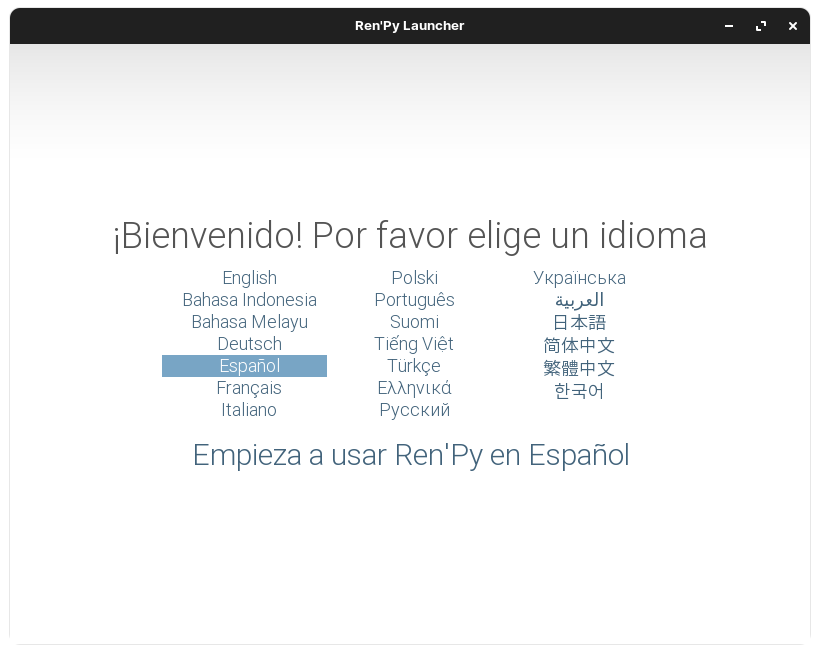 Ren'Py Launcher
¡Bienvenido! Por favor elige un idioma
English
Bahasa Indonesia
Bahasa Melayu
Deutsch
Español
Français
Italiano
Polski
Português
Suomi
Tiếng Việt
Türkçe
Ελληνικά
Русский
Українська
العربية
日本語
简体中文
繁體中文
한국어
Empieza a usar Ren'Py en Español